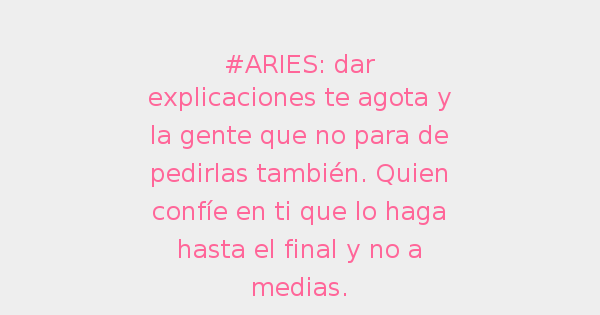 #ARIES: dar
explicaciones te agota y
la gente que no para de
pedirlas también. Quien
confíe en ti que lo haga
hasta el final y no a
medias.